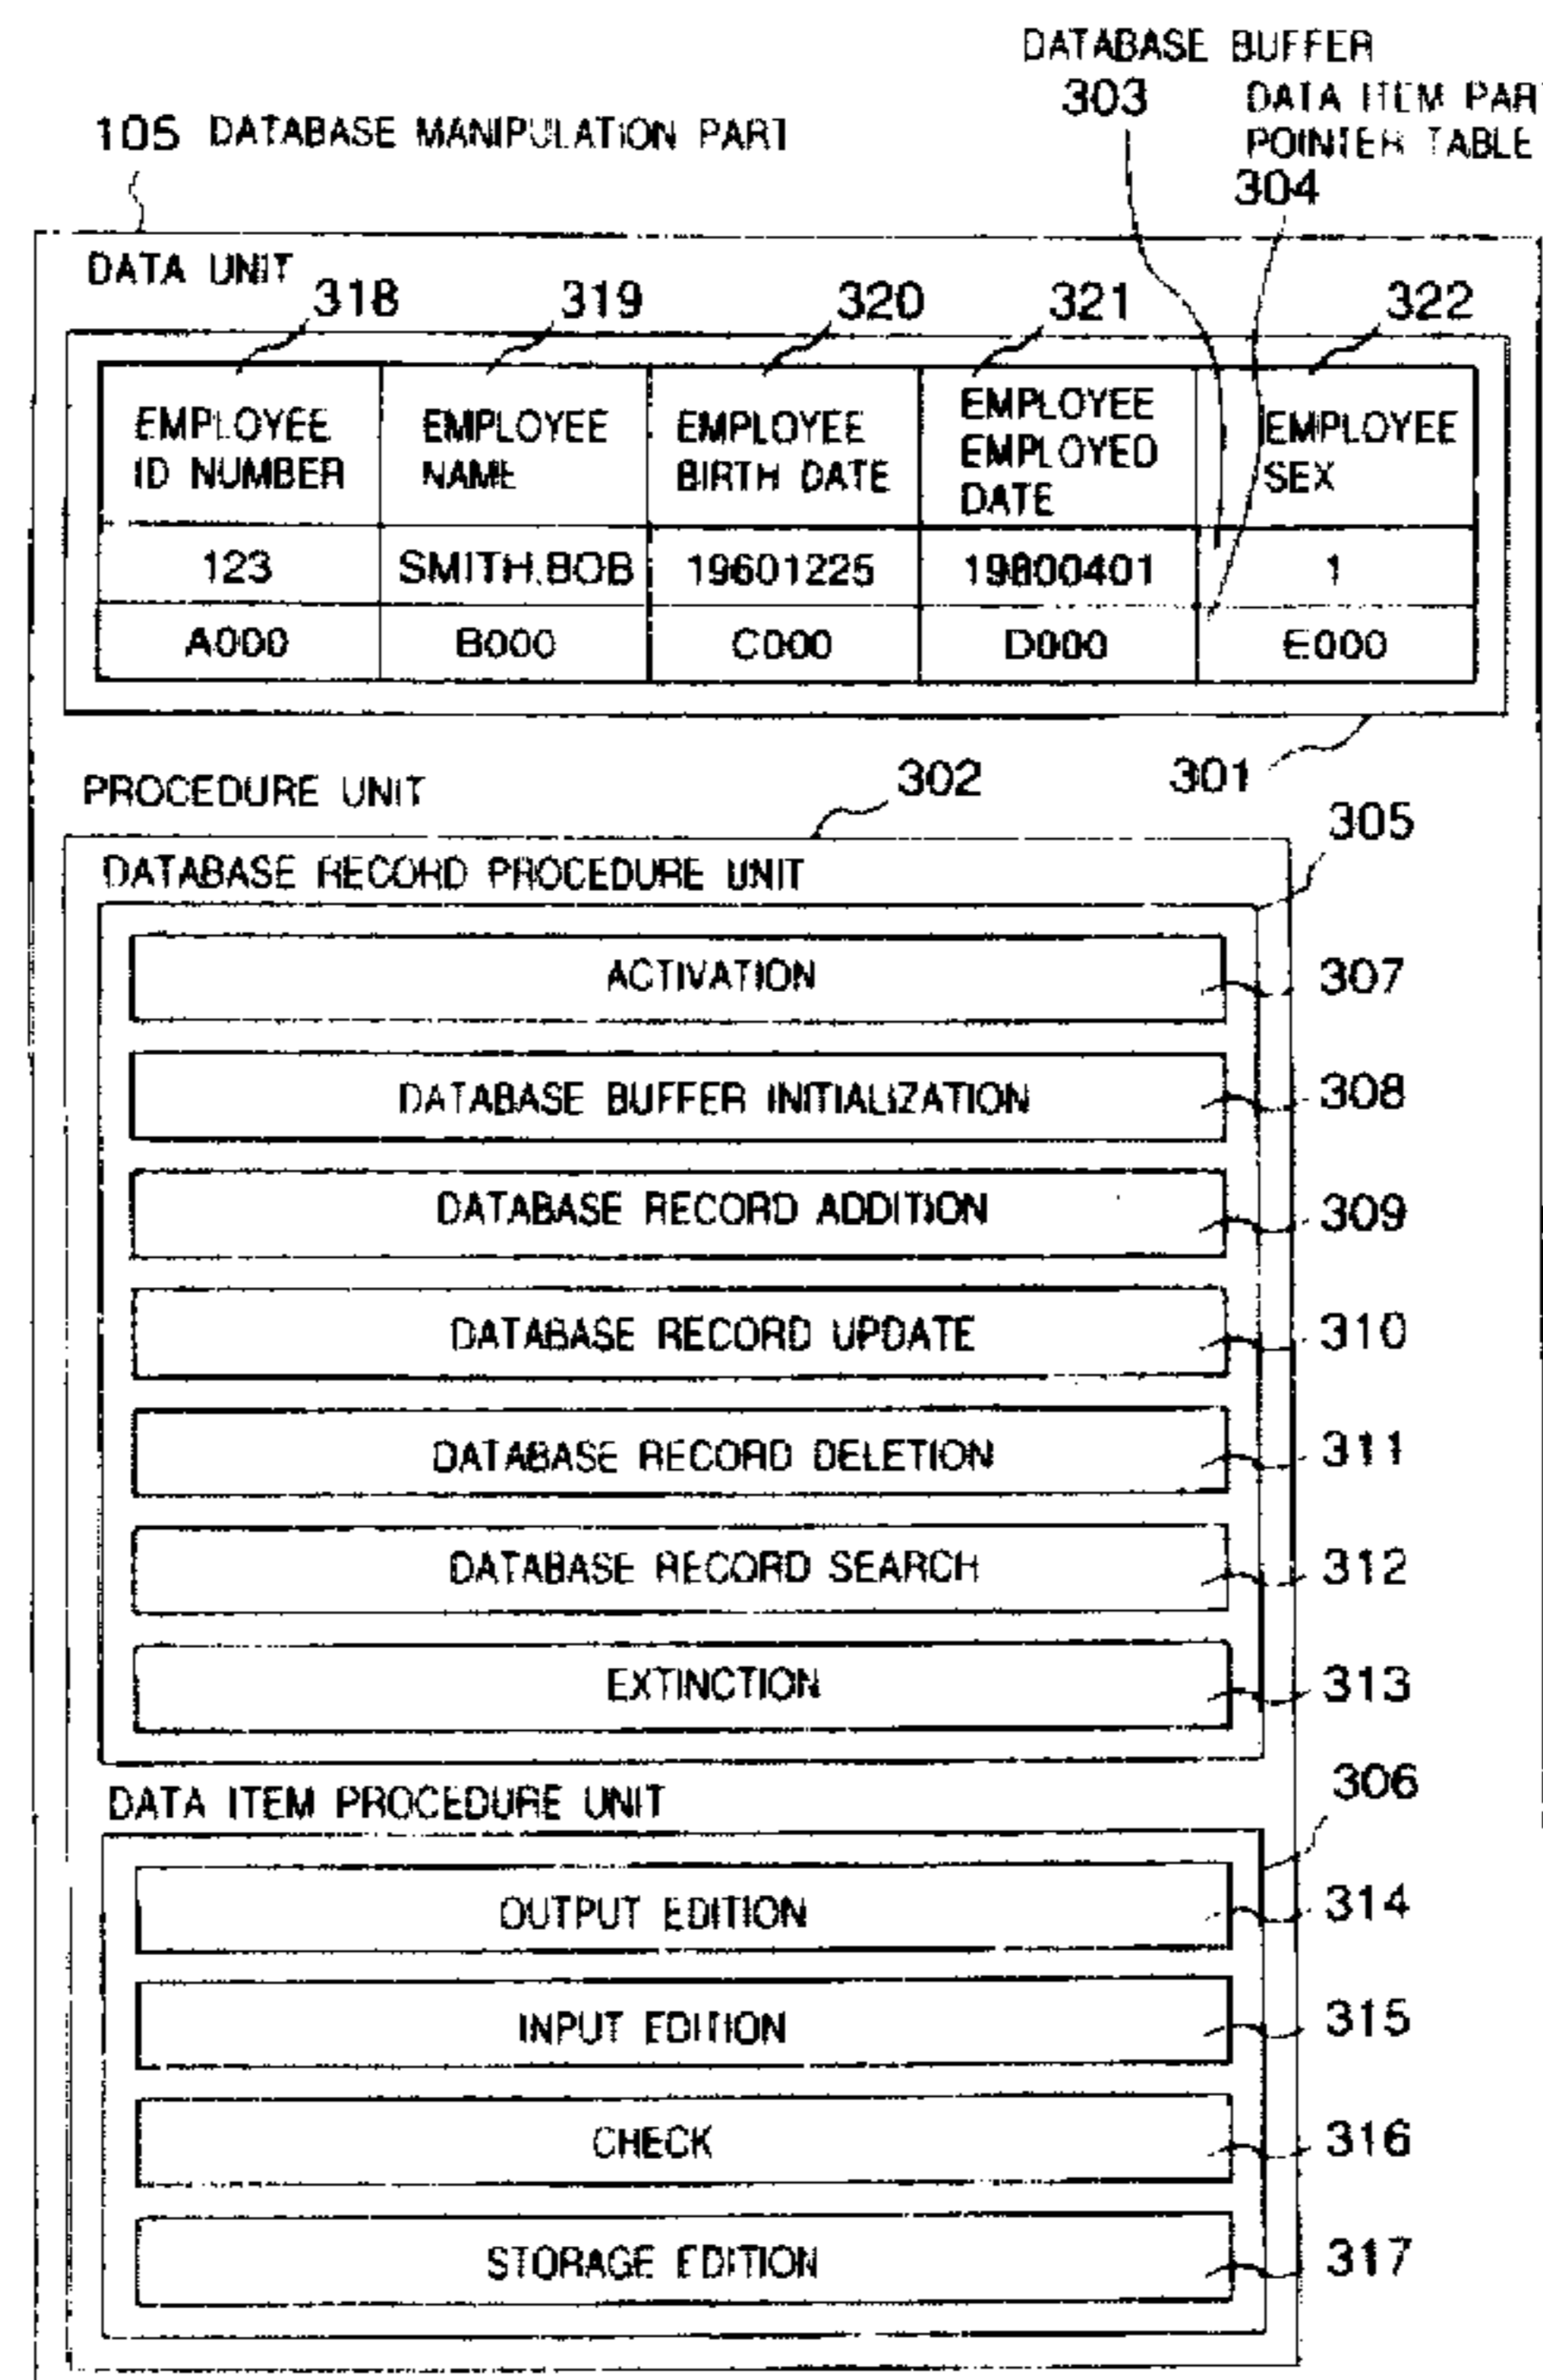 DATABASE BUFFER
303
DATA ITEM PART
POINTER TABLE
304
105 DATABASE MANIPULATION PART
DATA UNIT
318
319
320
321
322
EMPLOYEE
ID NUMBER
EMPLOYEE
NAME
EMPLOYEE
BIRTH DATE
EMPLOYEE
EMPLOYED
DATE
EMPLOYEE
SEX
123
SMITH.BOB
19601225
19800401
1
A000
B000
C000
D000
E000
301
PROCEDURE UNIT
302
305
DATABASE RECORD PROCEDURE UNIT
ACTIVATION
307
DATABASE BUFFER INITIALIZATION
308
DATABASE RECORD ADDITION
309
DATABASE RECORD UPDATE
310
DATABASE RECORD DELETION
311
DATABASE RECORD SEARCH
312
EXTINCTION
313
DATA ITEM PROCEDURE UNIT
306
OUTPUT EDITION
314
INPUT EDITION
315
CHECK
316
STORAGE EDITION
317